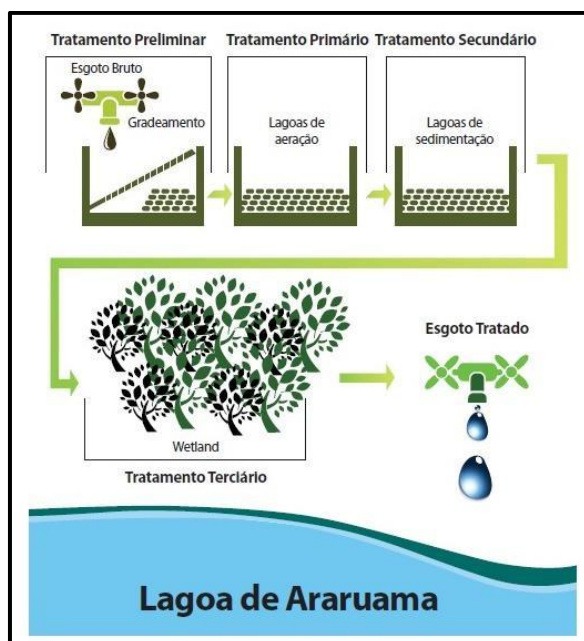 Tratamento Preliminar
Tratamento Primário
Tratamento Secundário
Esgoto Bruto
Gradeamento
Lagoas de
aeração
Lagoas de
sedimentação
Wetland
Tratamento Terciário
Esgoto Tratado
Lagoa de Araruama